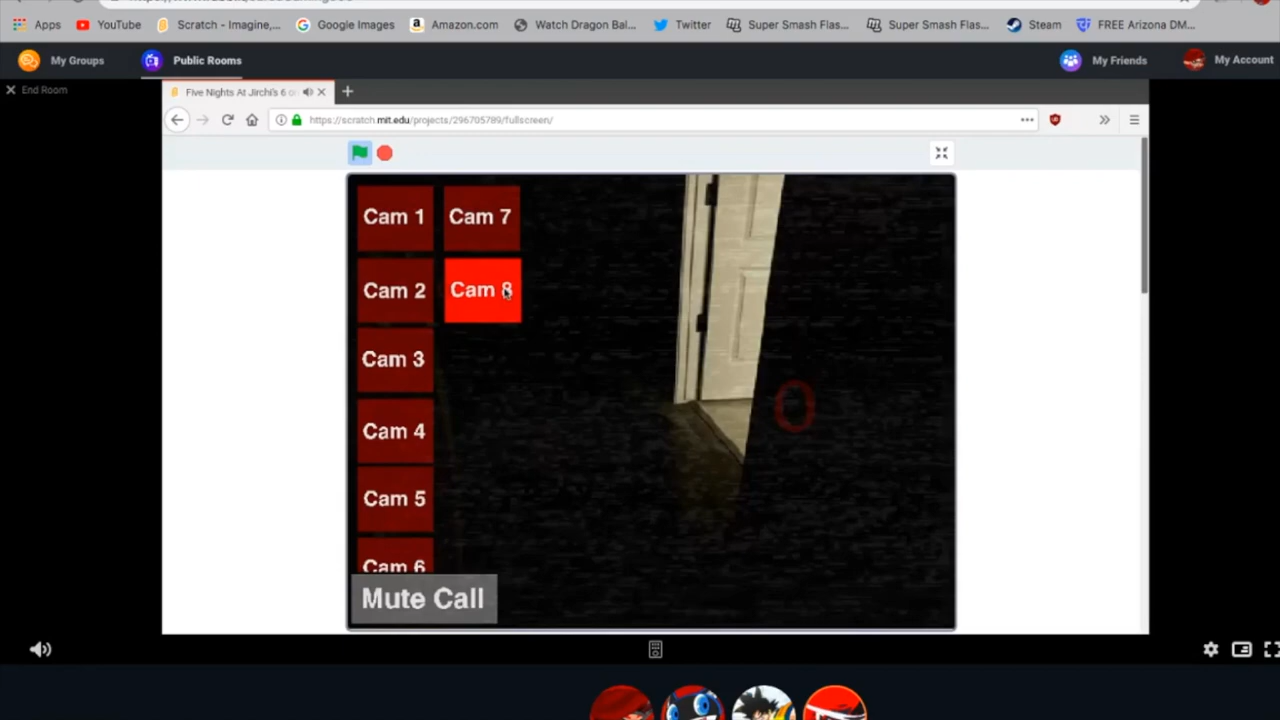 Apps YouTube Scratch - Imagine,... Google Images Amazon.com Watch Dragon Bal... Twitter Super Smash Flas... Super Smash Flas... Steam FREE Arizona DM...
My Groups Public Rooms My Friends My Account
End Room
Five Nights At Jirchi's 6 o
https://scratch.mit.edu/projects/296705789/fullscreen/
Cam 1 Cam 7
Cam 2 Cam 8
Cam 3
0
Cam 4
Cam 5
Cam 6
Mute Call